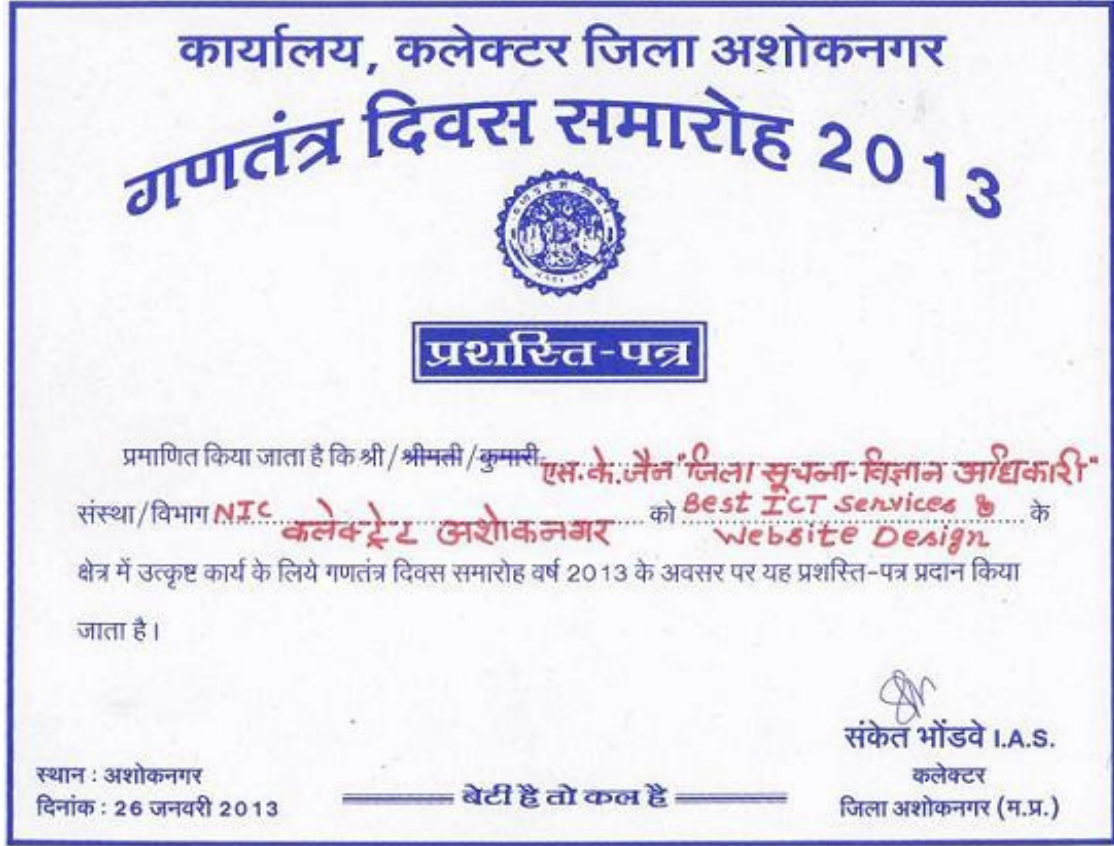 कार्यालय, कलेक्टर जिला अशोकनगर
गणतंत्र दिवस समारोह 2013
प्रशस्ति-पत्र
प्रमाणित किया जाता है कि श्री/श्रीमती/कुमारी एस.के.जैन "जिला सूचना-विज्ञान अधिकारी"
संस्था/विभाग NIC कलेक्ट्रेट अशोकनगर को Best ICT Services & Website Design के
क्षेत्र में उत्कृष्ट कार्य के लिये गणतंत्र दिवस समारोह वर्ष 2013 के अवसर पर यह प्रशस्ति-पत्र प्रदान किया
जाता है।
संकेत भोंडवे I.A.S.
कलेक्टर
जिला अशोकनगर (म.प्र.)
स्थान : अशोकनगर
दिनांक : 26 जनवरी 2013
बेटी है तो कल है